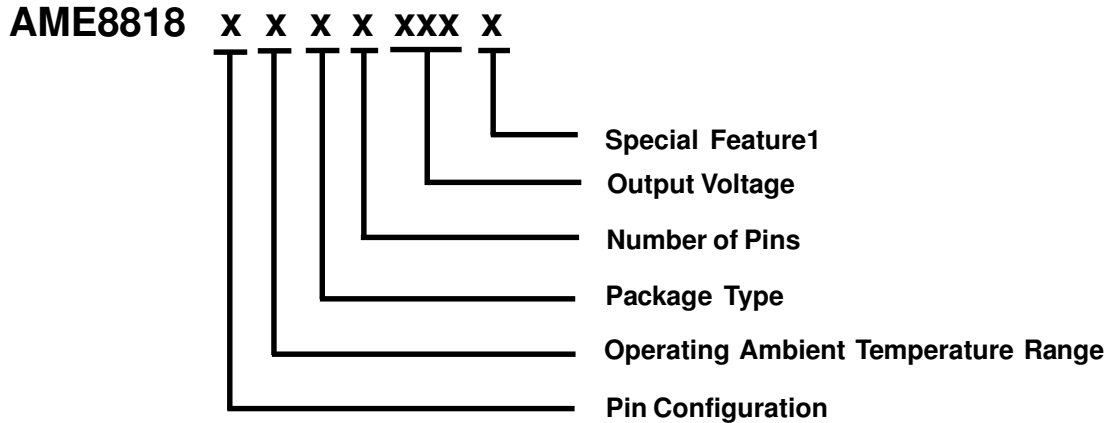 AME8818 x x x x xxx x
Special Feature1
Output Voltage
Number of Pins
Package Type
Operating Ambient Temperature Range
Pin Configuration